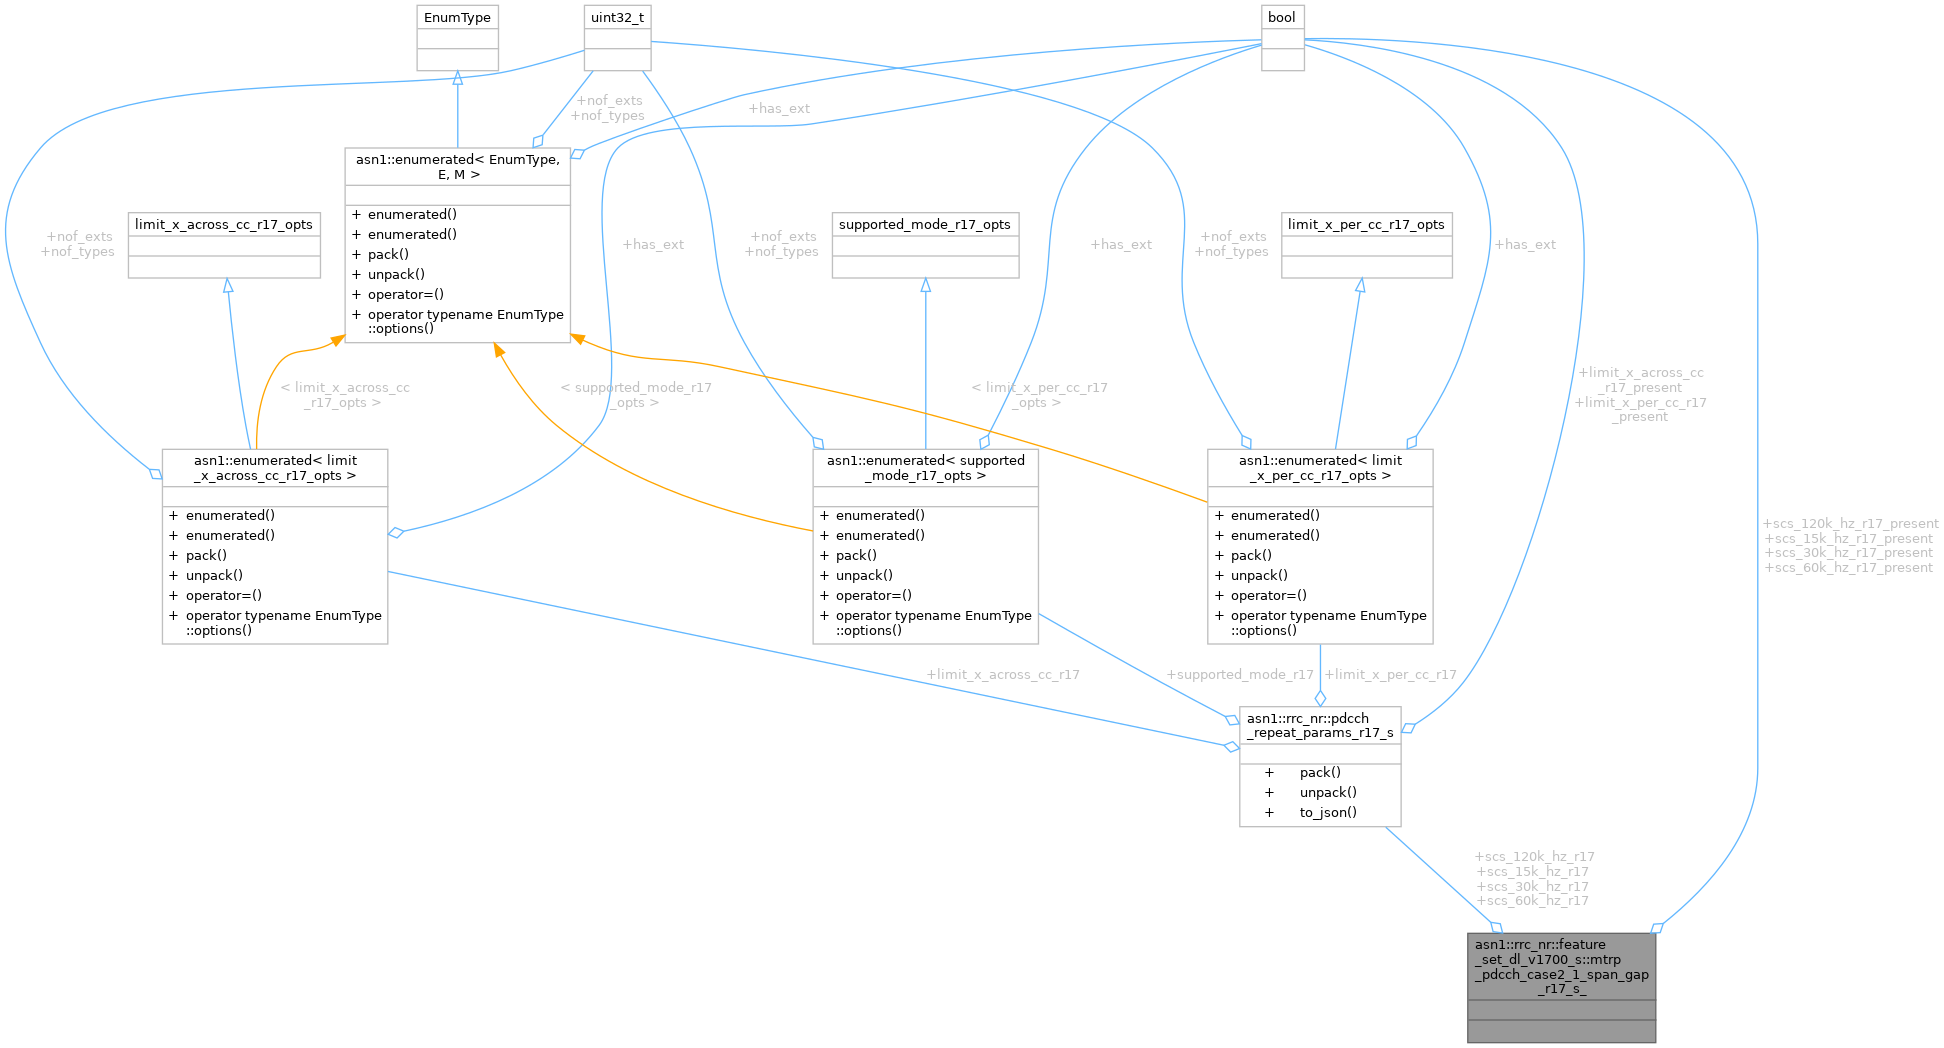 EnumType
uint32_t
bool
+nof_exts
+nof_types
+has_ext
asn1::enumerated< EnumType,
E, M >
+ enumerated()
+ enumerated()
+ pack()
+ unpack()
+ operator=()
+ operator typename EnumType
::options()
+nof_exts
+nof_types
limit_x_across_cc_r17_opts
+has_ext
+nof_exts
+nof_types
supported_mode_r17_opts
+has_ext
+nof_exts
+nof_types
limit_x_per_cc_r17_opts
+has_ext
< limit_x_across_cc
_r17_opts >
< supported_mode_r17
_opts >
< limit_x_per_cc_r17
_opts >
+limit_x_across_cc
_r17_present
+limit_x_per_cc_r17
_present
asn1::enumerated< limit
_x_across_cc_r17_opts >
+ enumerated()
+ enumerated()
+ pack()
+ unpack()
+ operator=()
+ operator typename EnumType
::options()
asn1::enumerated< supported
_mode_r17_opts >
+ enumerated()
+ enumerated()
+ pack()
+ unpack()
+ operator=()
+ operator typename EnumType
::options()
asn1::enumerated< limit
_x_per_cc_r17_opts >
+ enumerated()
+ enumerated()
+ pack()
+ unpack()
+ operator=()
+ operator typename EnumType
::options()
+scs_120k_hz_r17_present
+scs_15k_hz_r17_present
+scs_30k_hz_r17_present
+scs_60k_hz_r17_present
+limit_x_across_cc_r17
+supported_mode_r17
+limit_x_per_cc_r17
asn1::rrc_nr::pdcch
_repeat_params_r17_s
+ pack()
+ unpack()
+ to_json()
+scs_120k_hz_r17
+scs_15k_hz_r17
+scs_30k_hz_r17
+scs_60k_hz_r17
asn1::rrc_nr::feature
_set_dl_v1700_s::mtrp
_pdcch_case2_1_span_gap
_r17_s_